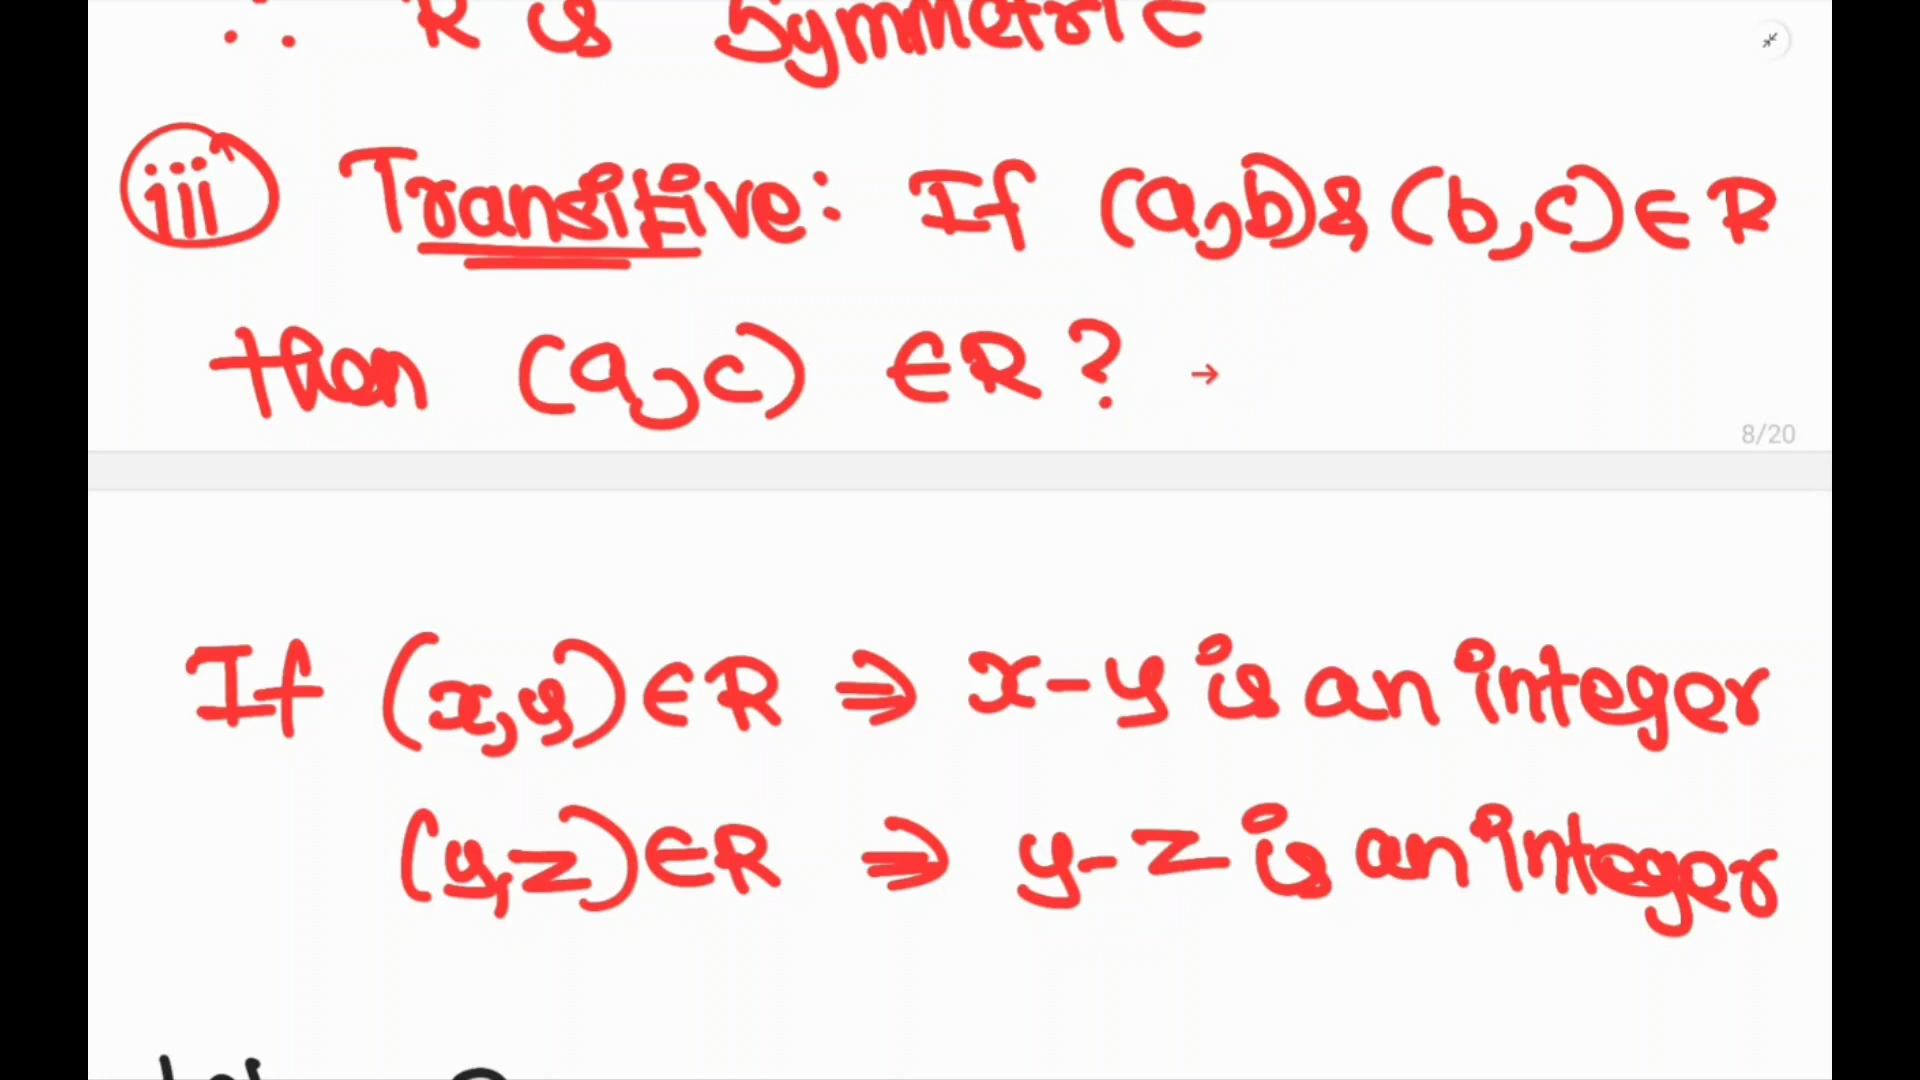 ∴ R is Symmetric
iii Transitive: If (a,b) & (b,c) ∈ R
then (a,c) ∈ R ? →
8/20
If (x,y) ∈ R ⇒ x-y is an integer
(y,z) ∈ R ⇒ y-z is an integer